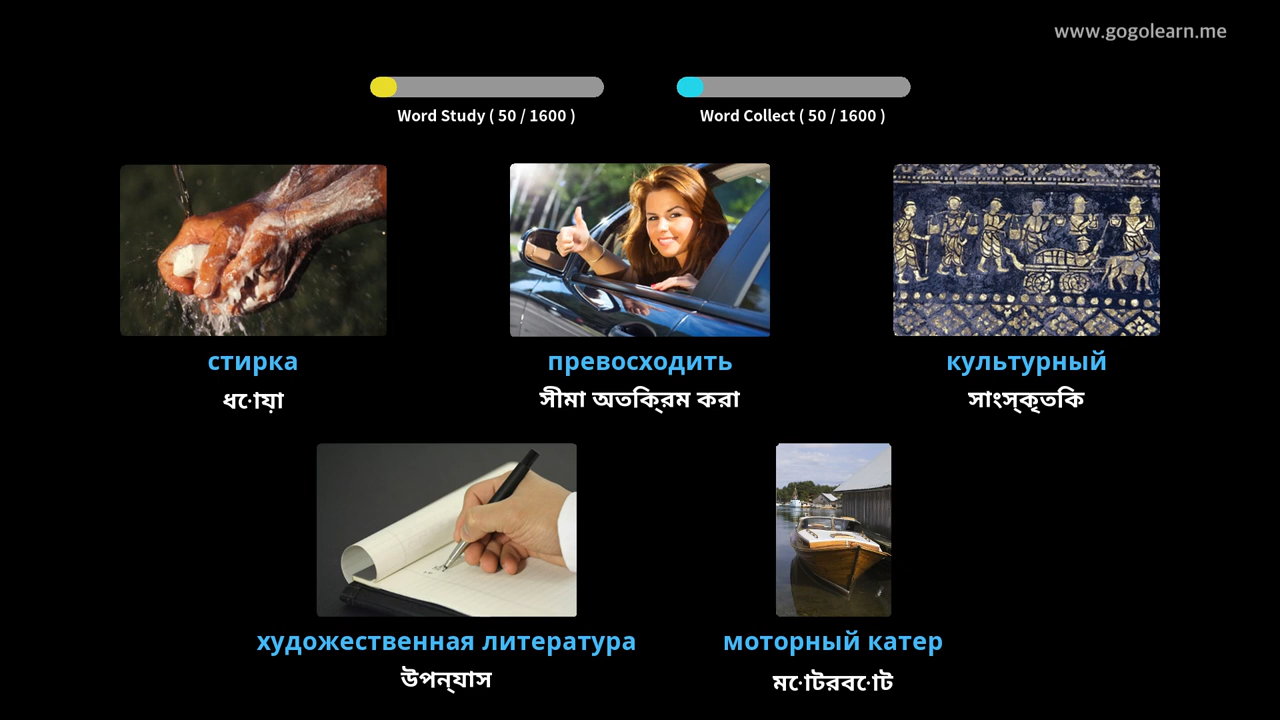 www.gogolearn.me
Word Study ( 50 / 1600 )
Word Collect ( 50 / 1600 )
стирка
ধোয়া
превосходить
সীমা অতিক্রম করা
культурный
সাংস্কৃতিক
художественная литература
উপন্যাস
моторный катер
মোটরবোট